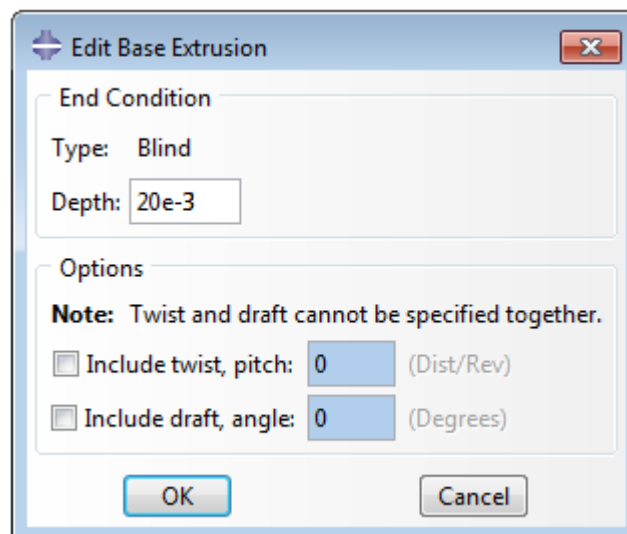 Edit Base Extrusion
End Condition
Type: Blind
Depth: 20e-3
Options
Note: Twist and draft cannot be specified together.
Include twist, pitch: 0 (Dist/Rev)
Include draft, angle: 0 (Degrees)
OK Cancel